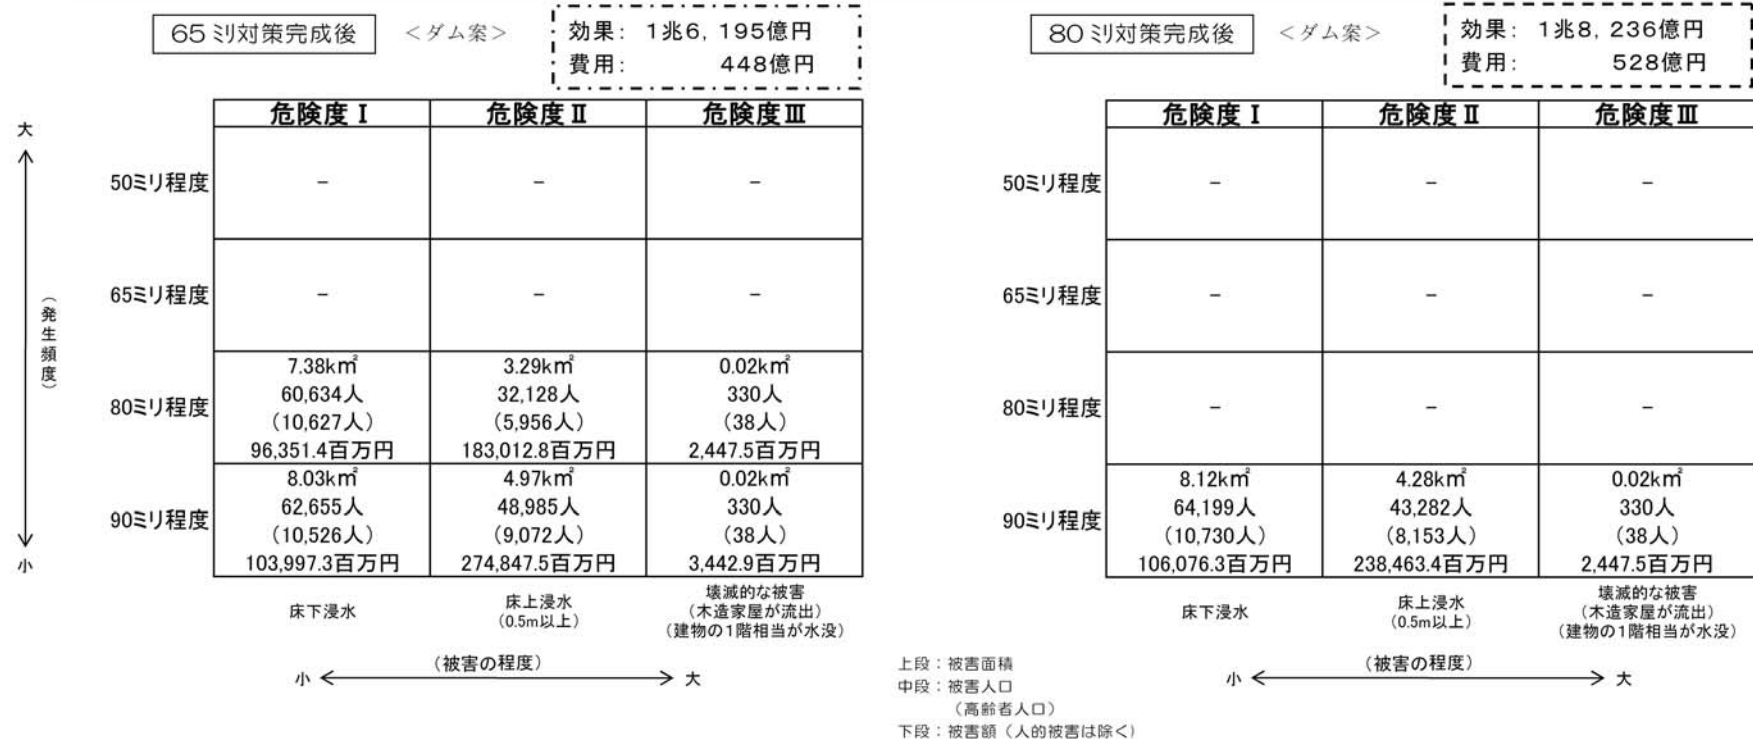 65ミリ対策完成後 <ダム案>
効果: 1兆6,195億円
費用: 448億円
危険度Ⅰ 危険度Ⅱ 危険度Ⅲ
大
50ミリ程度 - - -
65ミリ程度 - - -
(発生頻度)
80ミリ程度
7.38k㎡ 3.29k㎡ 0.02k㎡
60,634人 32,128人 330人
(10,627人) (5,956人) (38人)
96,351.4百万円 183,012.8百万円 2,447.5百万円
90ミリ程度
8.03k㎡ 4.97k㎡ 0.02k㎡
62,655人 48,985人 330人
(10,526人) (9,072人) (38人)
103,997.3百万円 274,847.5百万円 3,442.9百万円
小
床下浸水
床上浸水
(0.5m以上)
壊滅的な被害
(木造家屋が流出)
(建物の1階相当が水没)
(被害の程度)
小 大
80ミリ対策完成後 <ダム案>
効果: 1兆8,236億円
費用: 528億円
危険度Ⅰ 危険度Ⅱ 危険度Ⅲ
50ミリ程度 - - -
65ミリ程度 - - -
80ミリ程度 - - -
90ミリ程度
8.12k㎡ 4.28k㎡ 0.02k㎡
64,199人 43,282人 330人
(10,730人) (8,153人) (38人)
106,076.3百万円 238,463.4百万円 2,447.5百万円
床下浸水
床上浸水
(0.5m以上)
壊滅的な被害
(木造家屋が流出)
(建物の1階相当が水没)
(被害の程度)
小 大
上段:被害面積
中段:被害人口
(高齢者人口)
下段:被害額(人的被害は除く)